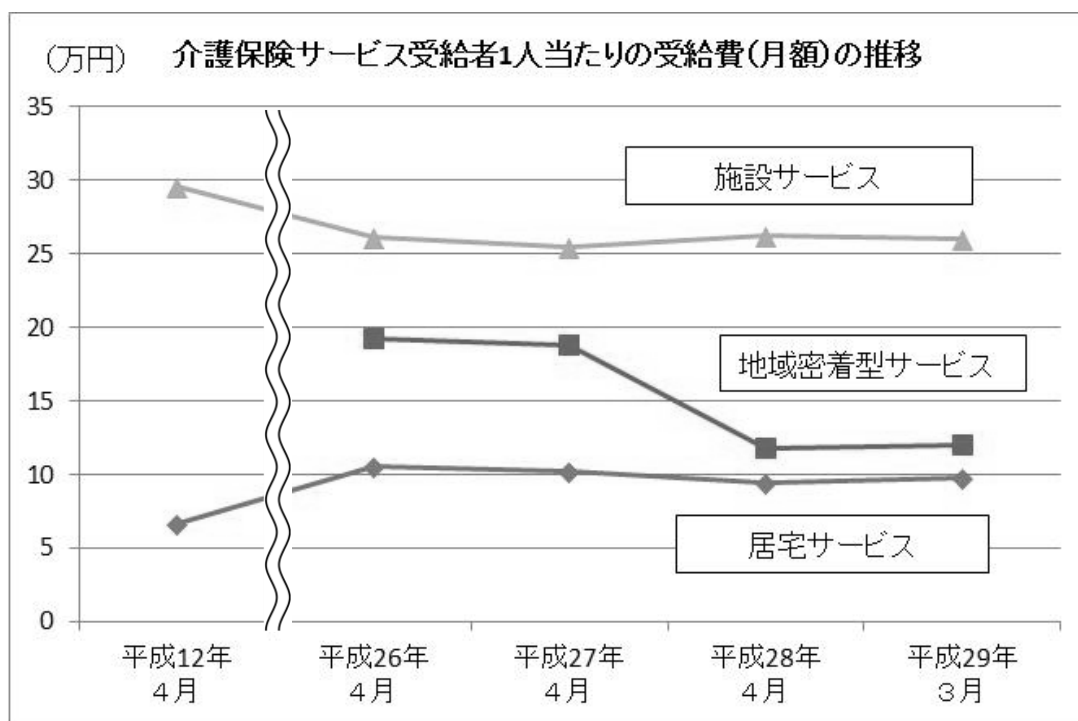 (万円) 介護保険サービス受給者1人当たりの受給費(月額)の推移
35
30
25
20
15
10
5
0
施設サービス
地域密着型サービス
居宅サービス
平成12年
4月
平成26年
4月
平成27年
4月
平成28年
4月
平成29年
3月